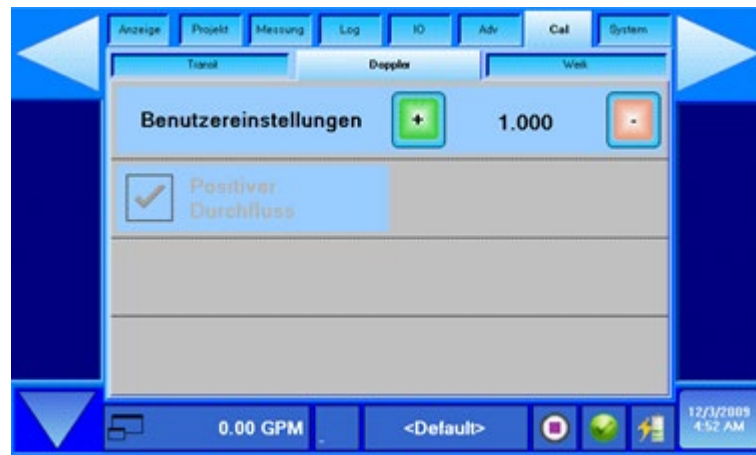 Anzeige Projekt Messung Log IO Adv Cal System
Transit Doppler Werk
Benutzereinstellungen + 1.000 -
Positiver
Durchfluss
0.00 GPM <Default>
12/3/2009
4:52 AM